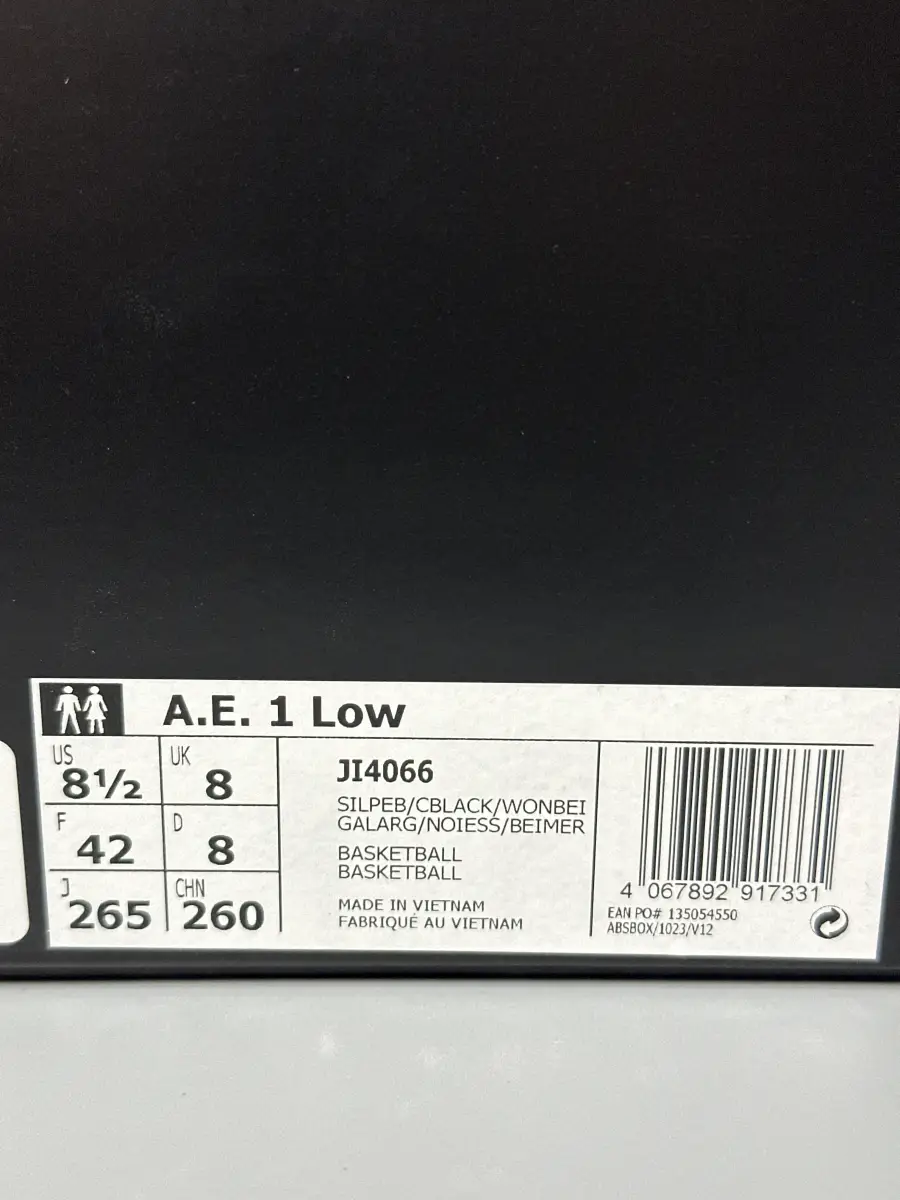 A.E. 1 Low
US
8½
UK
8
F
42
D
8
J
265
CHN
260
JI4066
SILPEB/CBLACK/WONBEI
GALARG/NOIESS/BEIMER
BASKETBALL
BASKETBALL
MADE IN VIETNAM
FABRIQUÉ AU VIETNAM
4 067892 917331
EAN PO# 135054550
ABSBOX/1023/V12